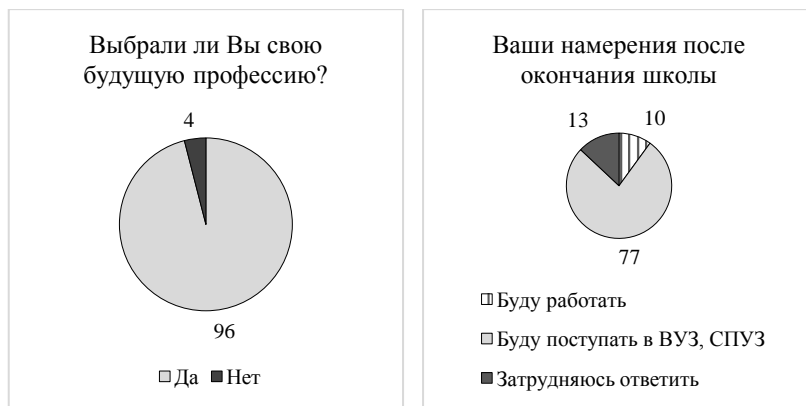 Выбрали ли Вы свою
будущую профессию?
4
96
Да
Нет
Ваши намерения после
окончания школы
13
10
77
Буду работать
Буду поступать в ВУЗ, СПУЗ
Затрудняюсь ответить